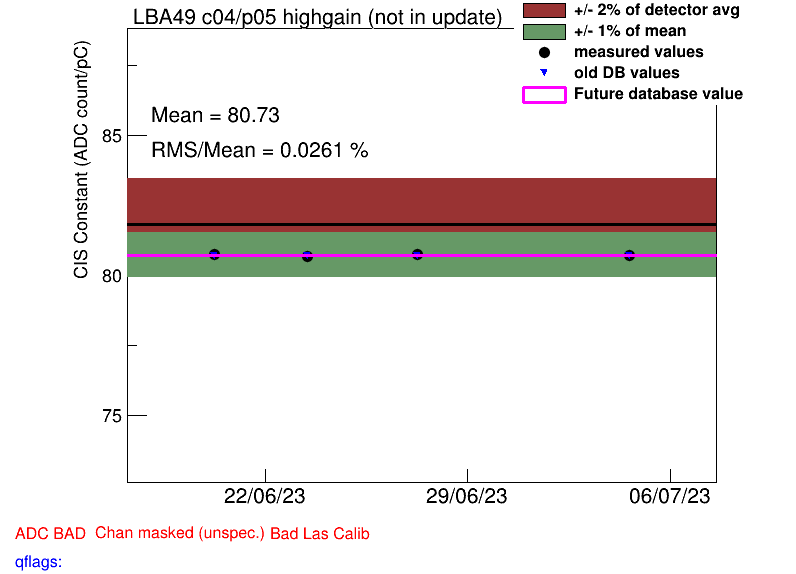 LBA49 c04/p05 highgain (not in update)
+/- 2% of detector avg
+/- 1% of mean
measured values
old DB values
Future database value
CIS Constant (ADC count/pC)
Mean = 80.73
RMS/Mean = 0.0261 %
85
80
75
22/06/23 29/06/23 06/07/23
ADC BAD Chan masked (unspec.) Bad Las Calib
qflags: